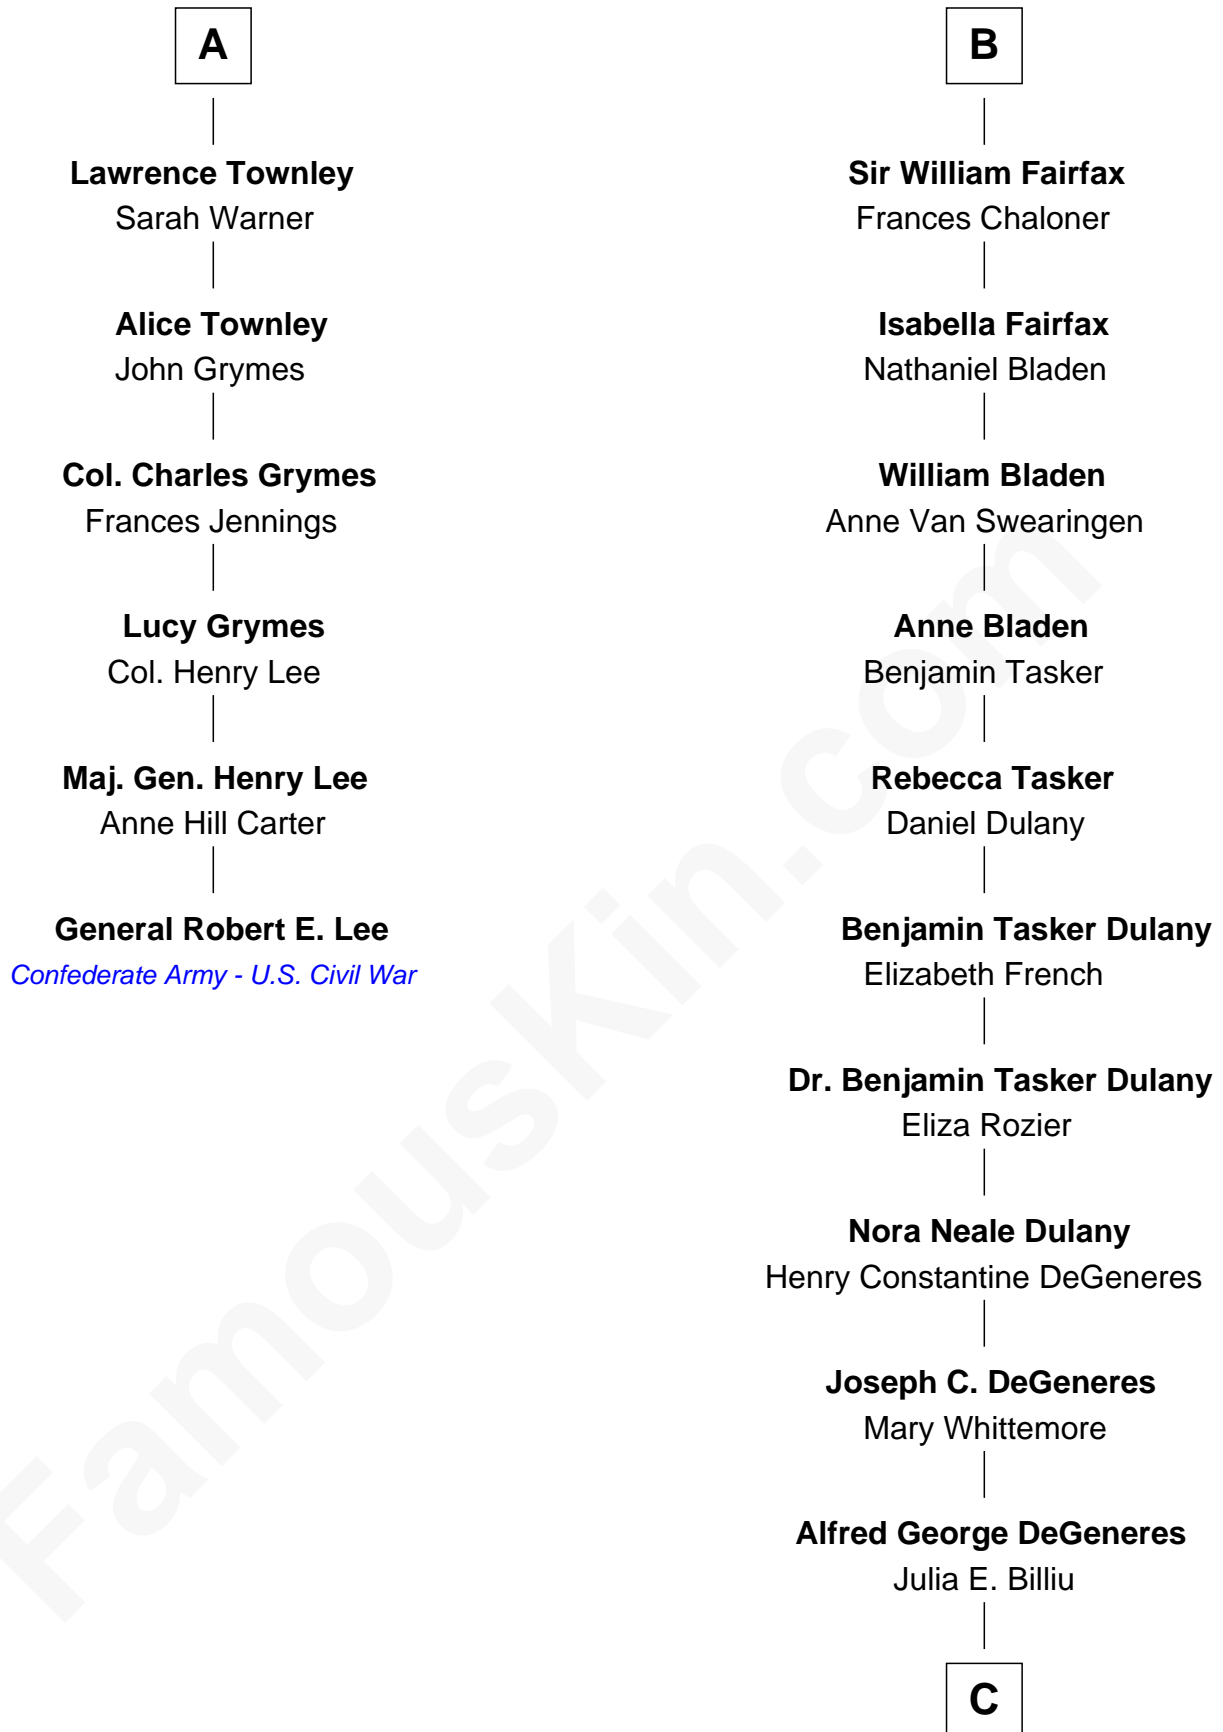 A
Lawrence Townley
Sarah Warner
Alice Townley
John Grymes
Col. Charles Grymes
Frances Jennings
Lucy Grymes
Col. Henry Lee
Maj. Gen. Henry Lee
Anne Hill Carter
General Robert E. Lee
Confederate Army - U.S. Civil War
B
Sir William Fairfax
Frances Chaloner
Isabella Fairfax
Nathaniel Bladen
William Bladen
Anne Van Swearingen
Anne Bladen
Benjamin Tasker
Rebecca Tasker
Daniel Dulany
Benjamin Tasker Dulany
Elizabeth French
Dr. Benjamin Tasker Dulany
Eliza Rozier
Nora Neale Dulany
Henry Constantine DeGeneres
Joseph C. DeGeneres
Mary Whittemore
Alfred George DeGeneres
Julia E. Billiu
C
FamousKin.com